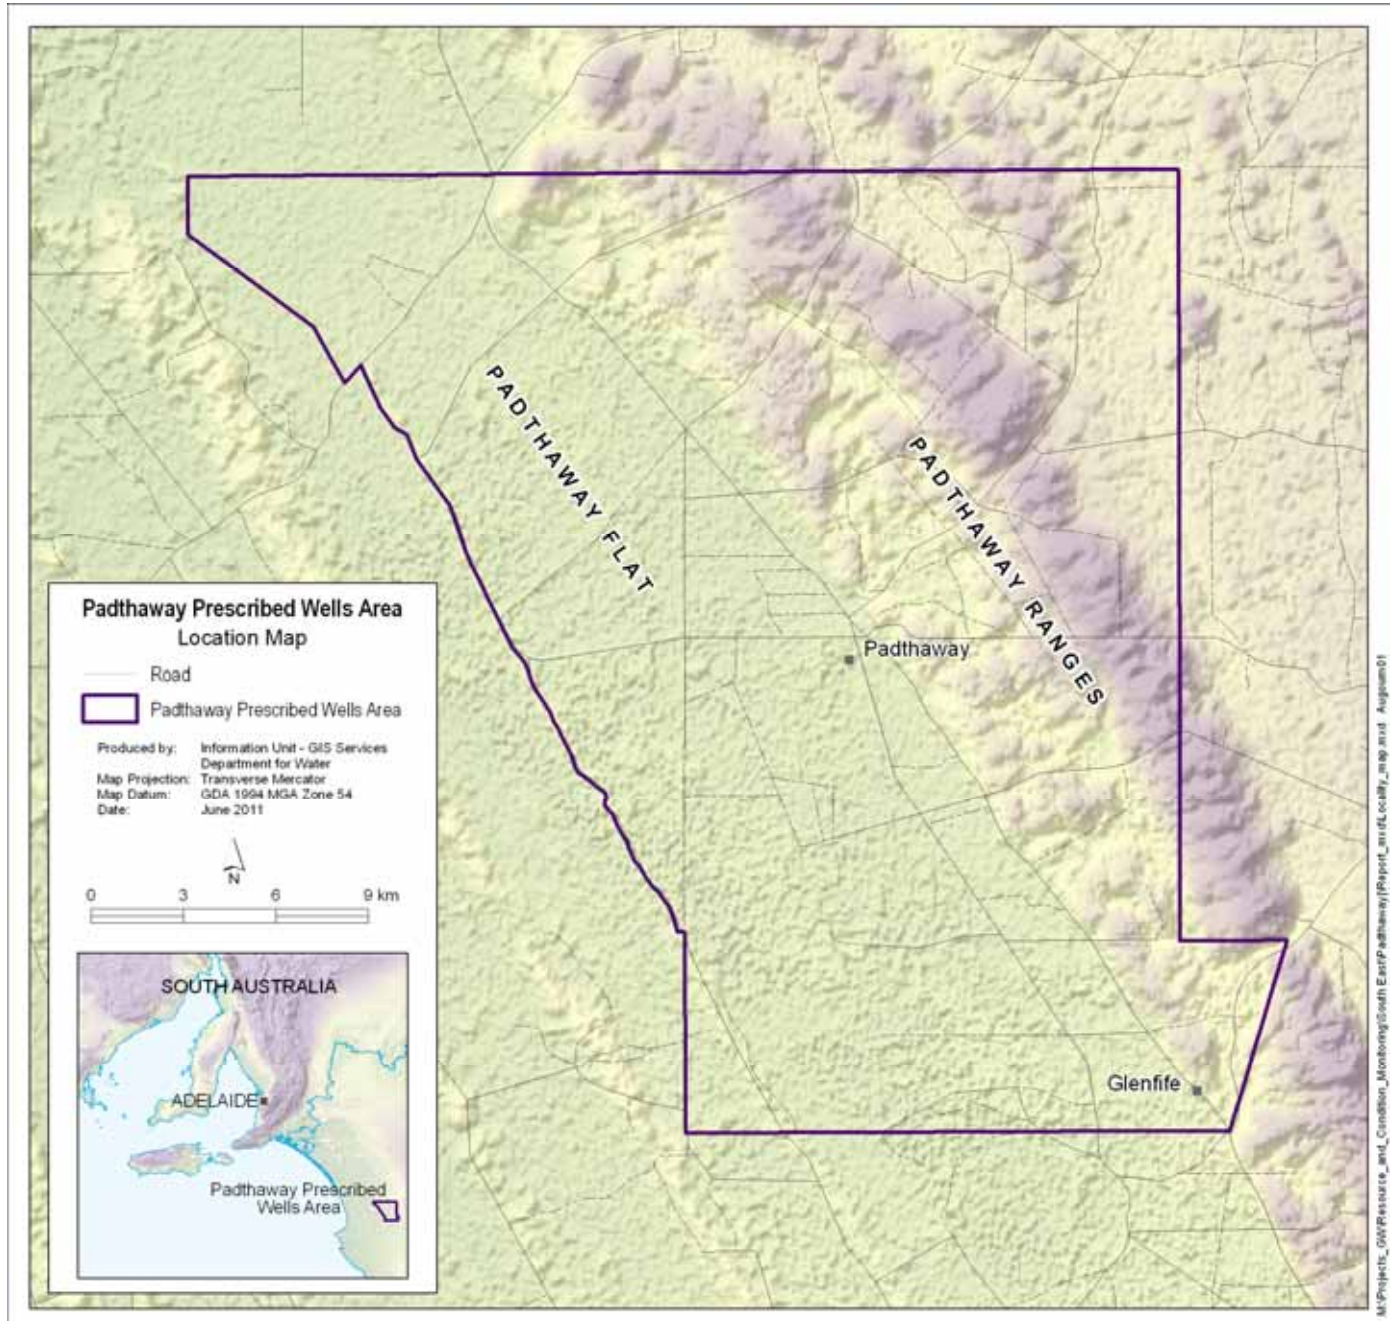 PADTHAWAY FLAT
PADTHAWAY RANGES
Padthaway
Glenfife
Padthaway Prescribed Wells Area
Location Map
Road
Padthaway Prescribed Wells Area
Produced by: Information Unit - GIS Services
Department for Water
Map Projection: Transverse Mercator
Map Datum: GDA 1994 MGA Zone 54
Date: June 2011
N
0 3 6 9 km
SOUTH AUSTRALIA
ADELAIDE
Padthaway Prescribed
Wells Area